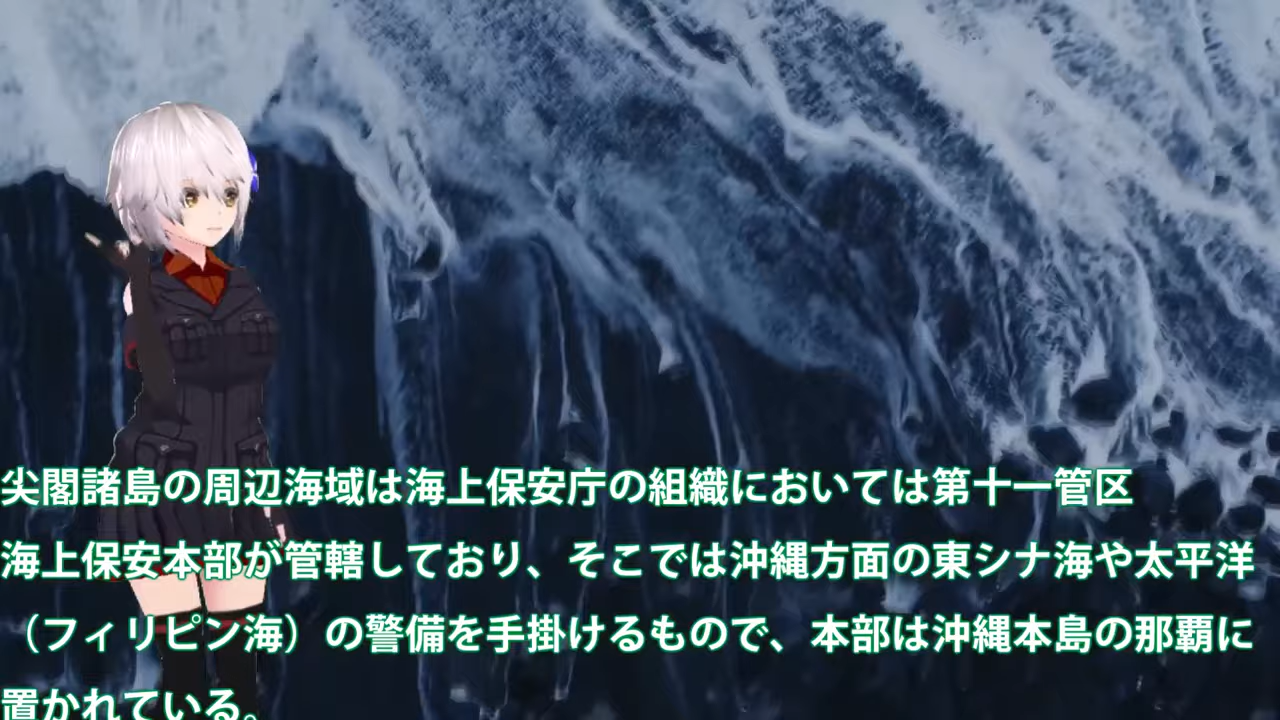 尖閣諸島の周辺海域は海上保安庁の組織においては第十一管区
海上保安本部が管轄しており、そこでは沖縄方面の東シナ海や太平洋
（フィリピン海）の警備を手掛けるもので、本部は沖縄本島の那覇に
置かれている。